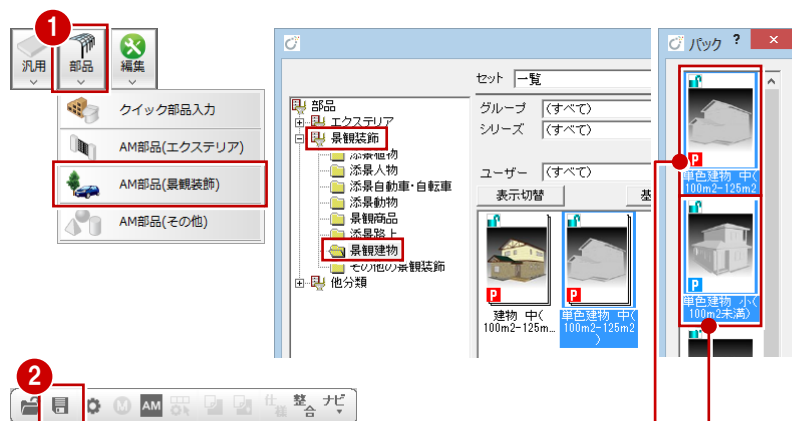 1
汎用
部品
編集
クイック部品入力
AM部品(エクステリア)
AM部品(景観装飾)
AM部品(その他)
セット 一覧
部品
エクステリア
景観装飾
添景植物
添景人物
添景自動車・自転車
添景動物
景観商品
添景路上
景観建物
その他の景観装飾
他分類
グループ (すべて)
シリーズ (すべて)
ユーザー (すべて)
表示切替
基
P
建物 中(
100m2-125m...
P
単色建物 中(
100m2-125m2
)
パック ? ×
P
単色建物 中(
100m2-125m2
P
単色建物 小(
100m2未満)
2
M
AM
仕様
整合
ナビ